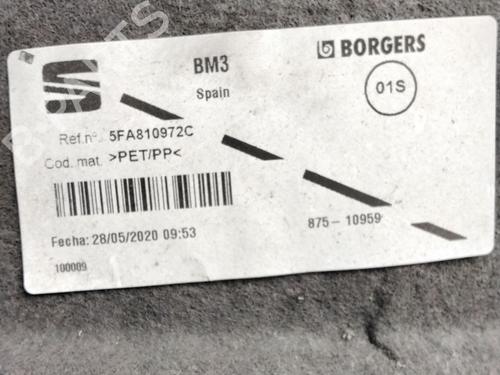 BM3
BORGERS
Spain
01S
Ref.nº. 5FA810972C
Cod. mat. >PET/PP<
875-10959
Fecha: 28/05/2020 09:53
100009